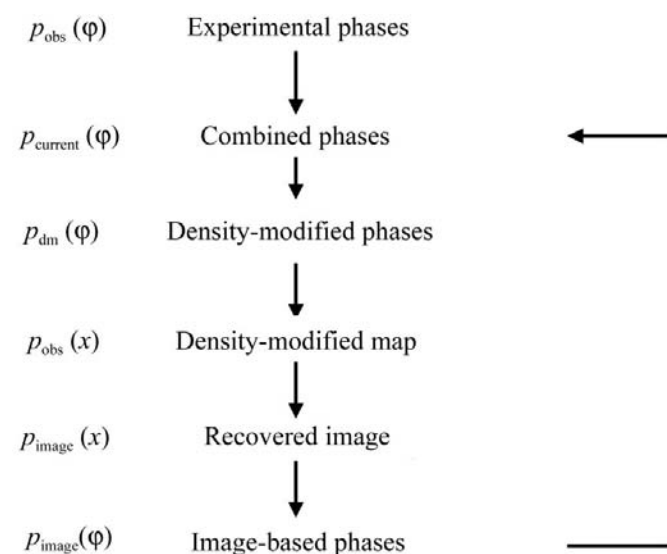 p_obs (φ) Experimental phases
p_current (φ) Combined phases
p_dm (φ) Density-modified phases
p_obs (x) Density-modified map
p_image (x) Recovered image
p_image(φ) Image-based phases